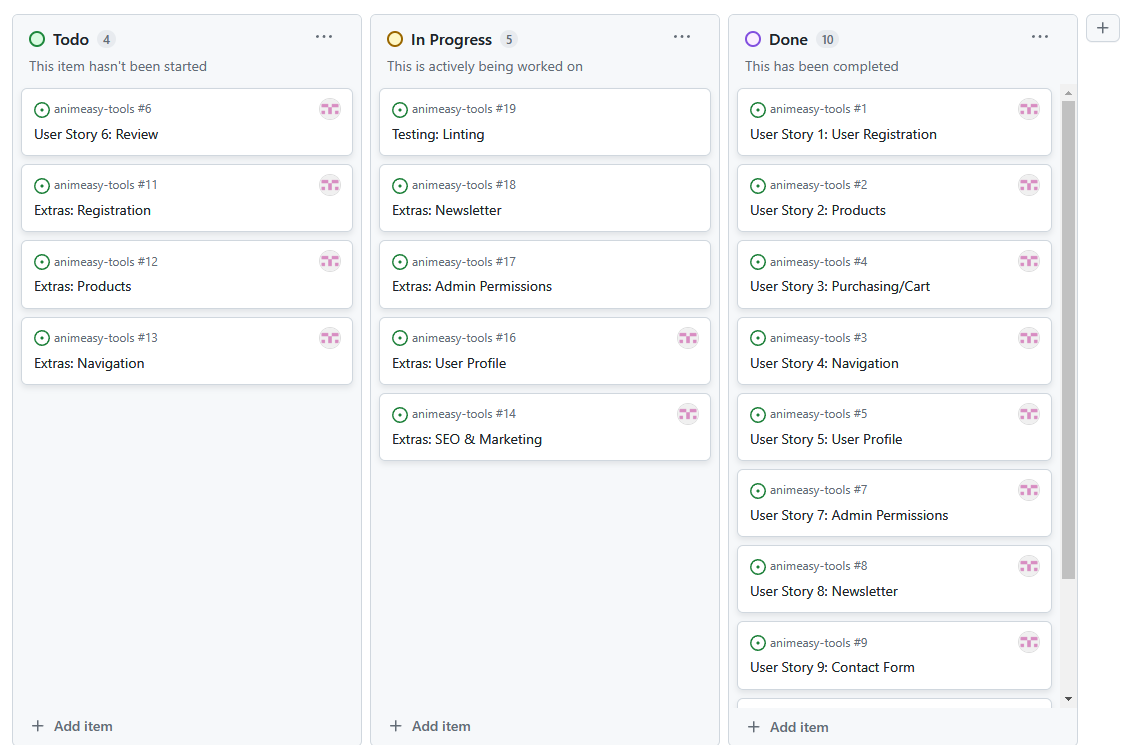 Todo 4
This item hasn't been started
animeasy-tools #6
User Story 6: Review
animeasy-tools #11
Extras: Registration
animeasy-tools #12
Extras: Products
animeasy-tools #13
Extras: Navigation
Add item
In Progress 5
This is actively being worked on
animeasy-tools #19
Testing: Linting
animeasy-tools #18
Extras: Newsletter
animeasy-tools #17
Extras: Admin Permissions
animeasy-tools #16
Extras: User Profile
animeasy-tools #14
Extras: SEO & Marketing
Add item
Done 10
This has been completed
animeasy-tools #1
User Story 1: User Registration
animeasy-tools #2
User Story 2: Products
animeasy-tools #4
User Story 3: Purchasing/Cart
animeasy-tools #3
User Story 4: Navigation
animeasy-tools #5
User Story 5: User Profile
animeasy-tools #7
User Story 7: Admin Permissions
animeasy-tools #8
User Story 8: Newsletter
animeasy-tools #9
User Story 9: Contact Form
Add item